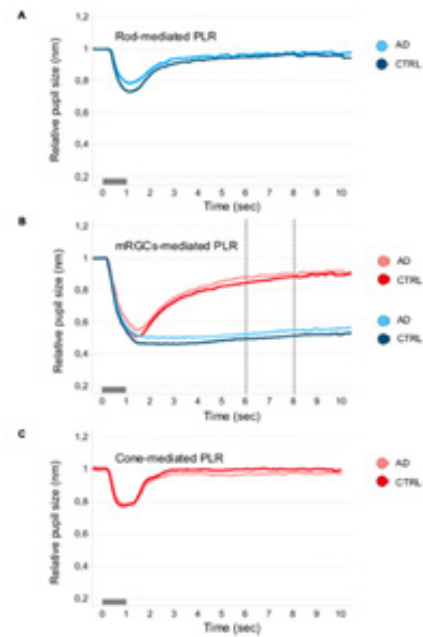 A
Rod-mediated PLR
Relative pupil size (nm)
1,2
1
0,8
0,6
0,4
0,2
0 1 2 3 4 5 6 7 8 9 10
Time (sec)
AD
CTRL
B
mRGCs-mediated PLR
Relative pupil size (nm)
1,2
1
0,8
0,6
0,4
0,2
0 1 2 3 4 5 6 7 8 9 10
Time (sec)
AD
CTRL
AD
CTRL
C
Cone-mediated PLR
Relative pupil size (nm)
1,2
1
0,8
0,6
0,4
0,2
0 1 2 3 4 5 6 7 8 9 10
Time (sec)
AD
CTRL